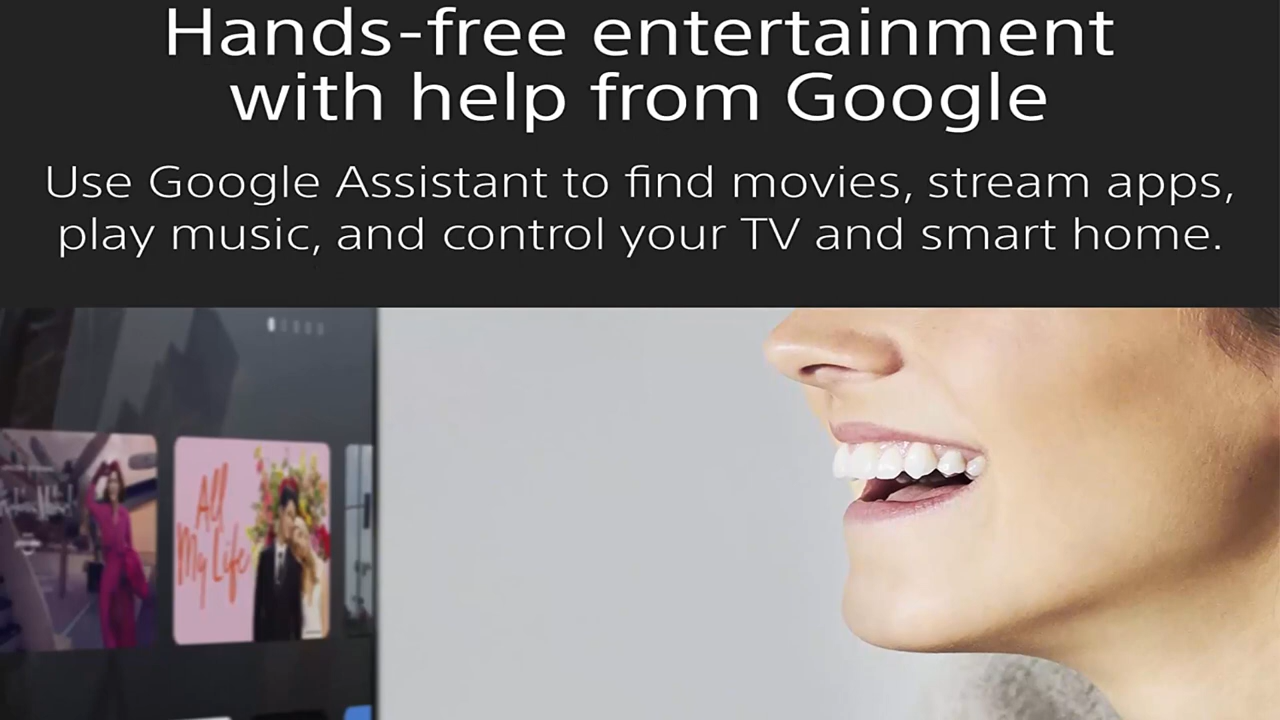 Hands-free entertainment
with help from Google
Use Google Assistant to find movies, stream apps,
play music, and control your TV and smart home.
All
My Life